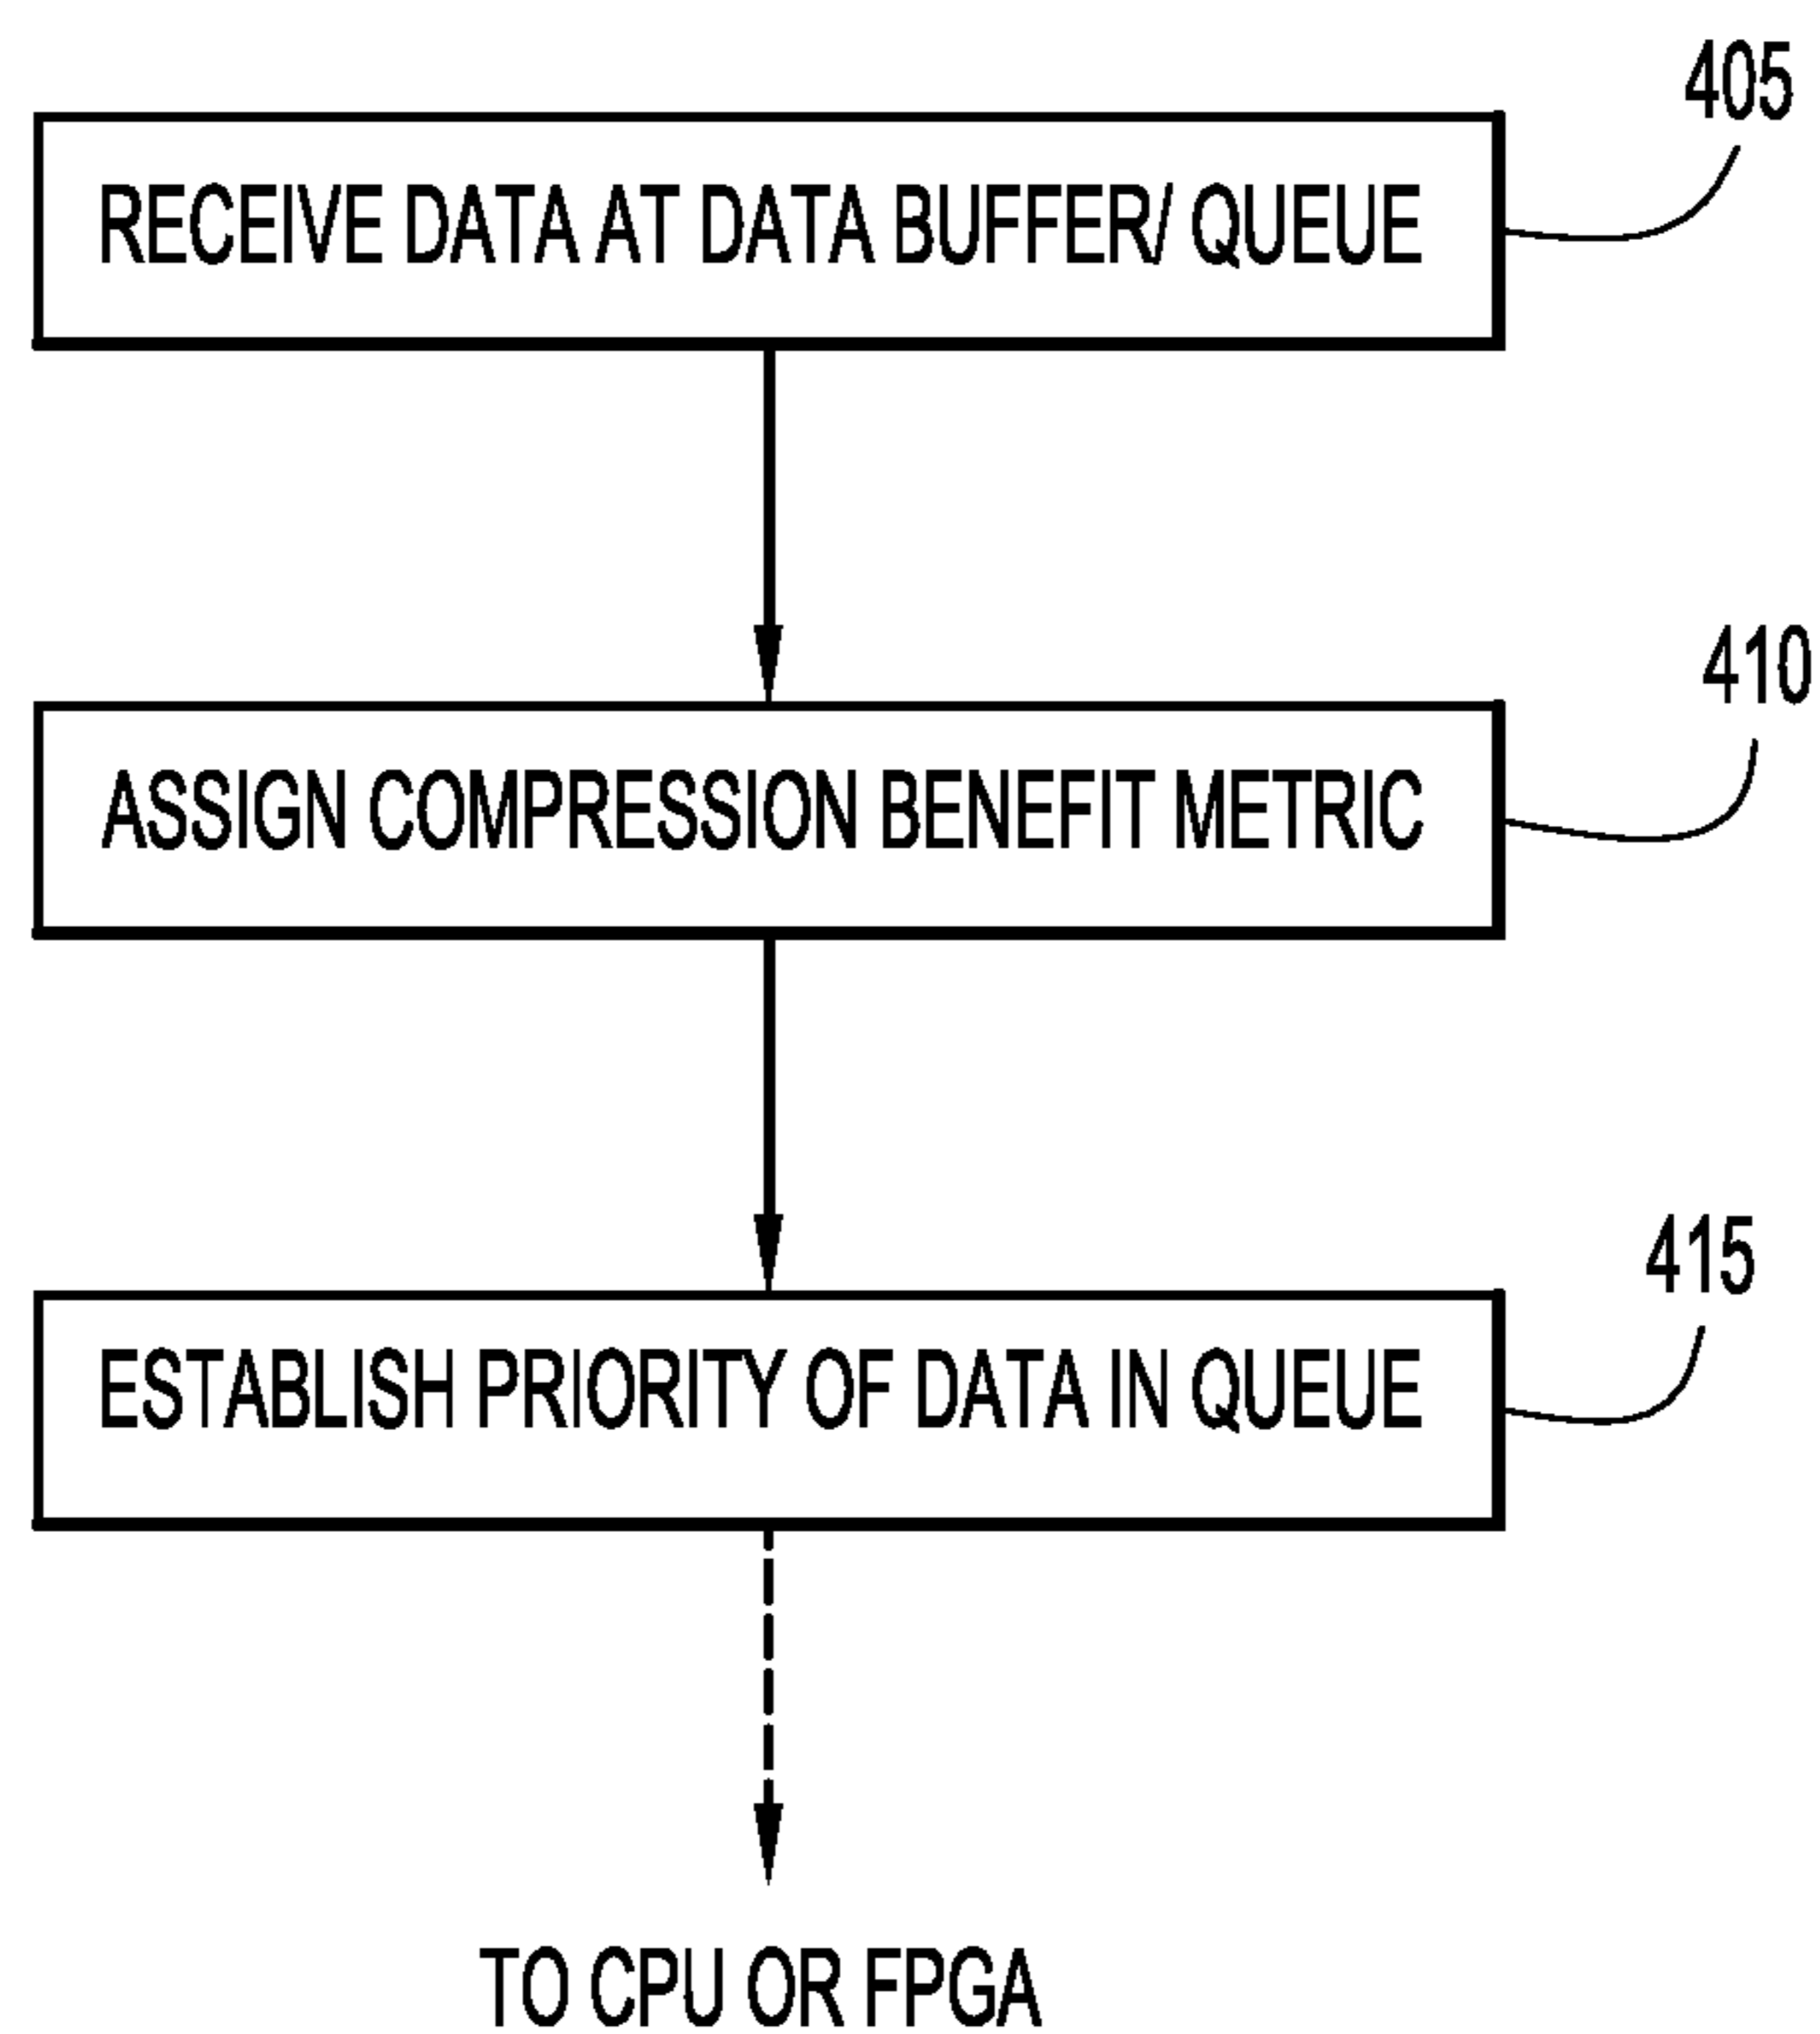 405
RECEIVE DATA AT DATA BUFFER/ QUEUE
410
ASSIGN COMPRESSION BENEFIT METRIC
415
ESTABLISH PRIORITY OF DATA IN QUEUE
TO CPU OR FPGA